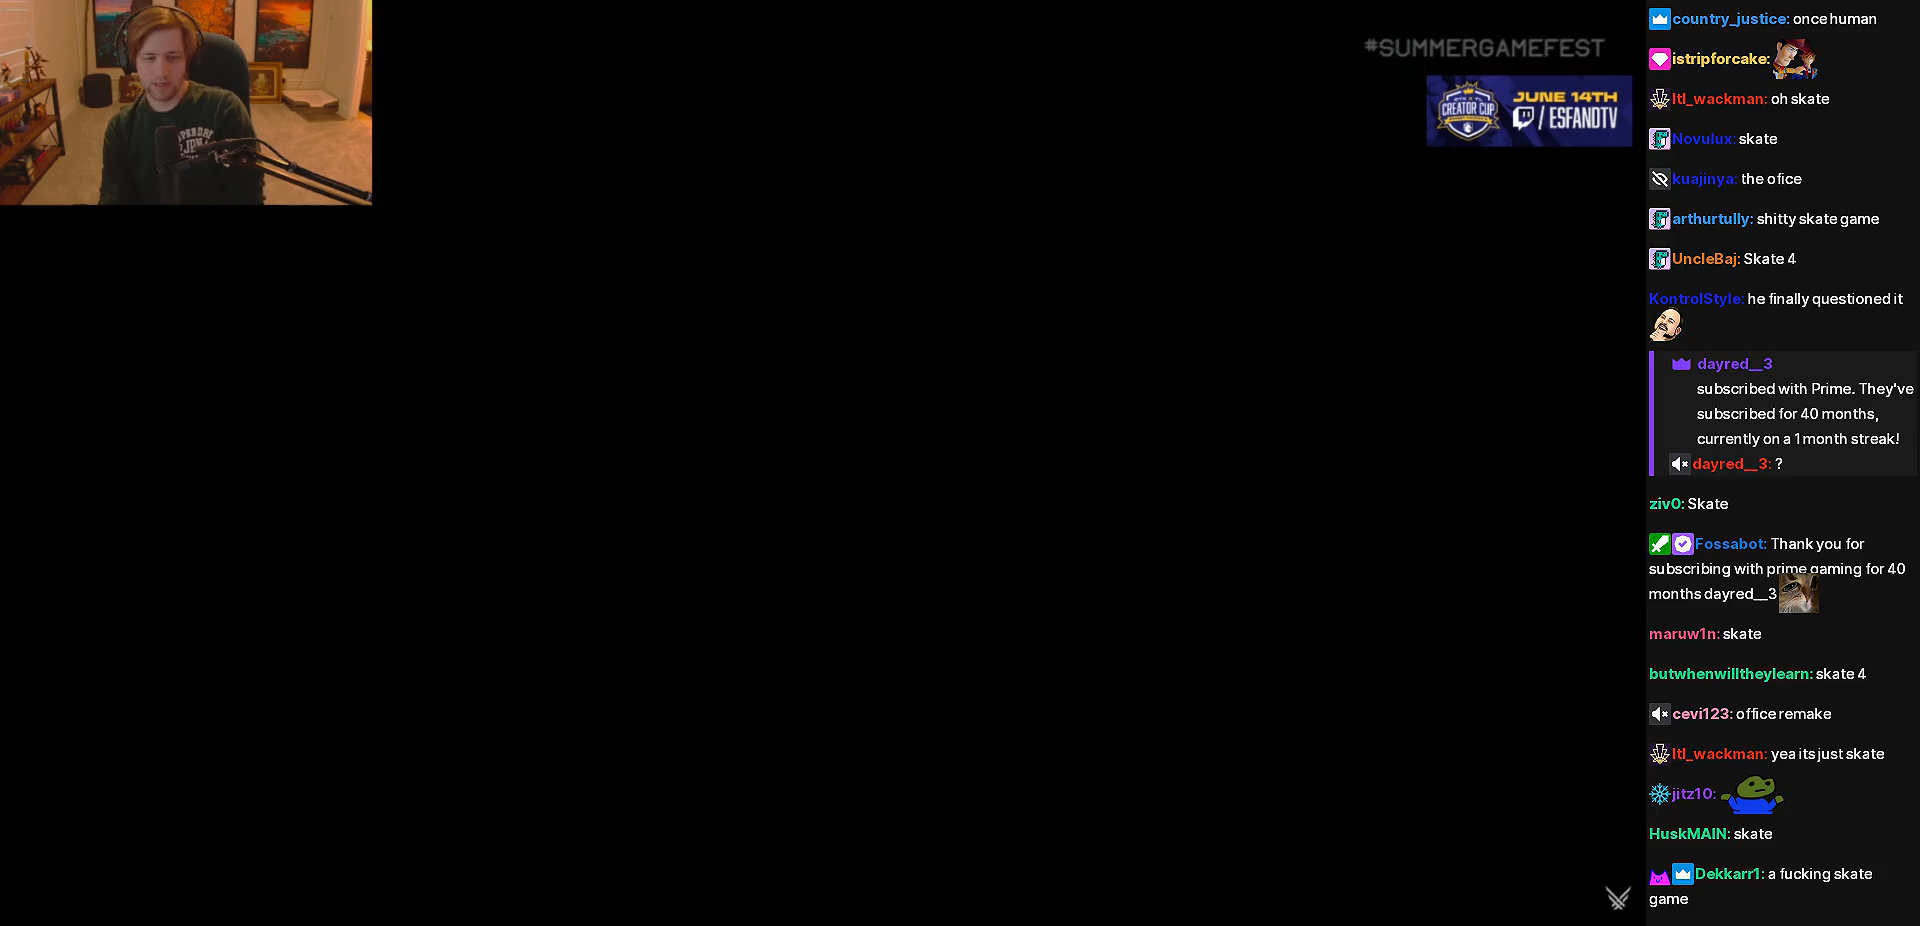 #SUMMERGAMEFEST
CREATOR CUP
JUNE 14TH
/ ESFANDTV
country_justice: once human
istripforcake:
ltl_wackman: oh skate
Novulux: skate
kuajinya: the ofice
arthurtully: shitty skate game
UncleBaj: Skate 4
KontrolStyle: he finally questioned it
dayred__3
subscribed with Prime. They've
subscribed for 40 months,
currently on a 1 month streak!
dayred__3: ?
ziv0: Skate
Fossabot: Thank you for
subscribing with prime gaming for 40
months dayred__3
maruw1n: skate
butwhenwilltheylearn: skate 4
cevi123: office remake
ltl_wackman: yea its just skate
jitz10:
HuskMAIN: skate
Dekkarr1: a fucking skate
game